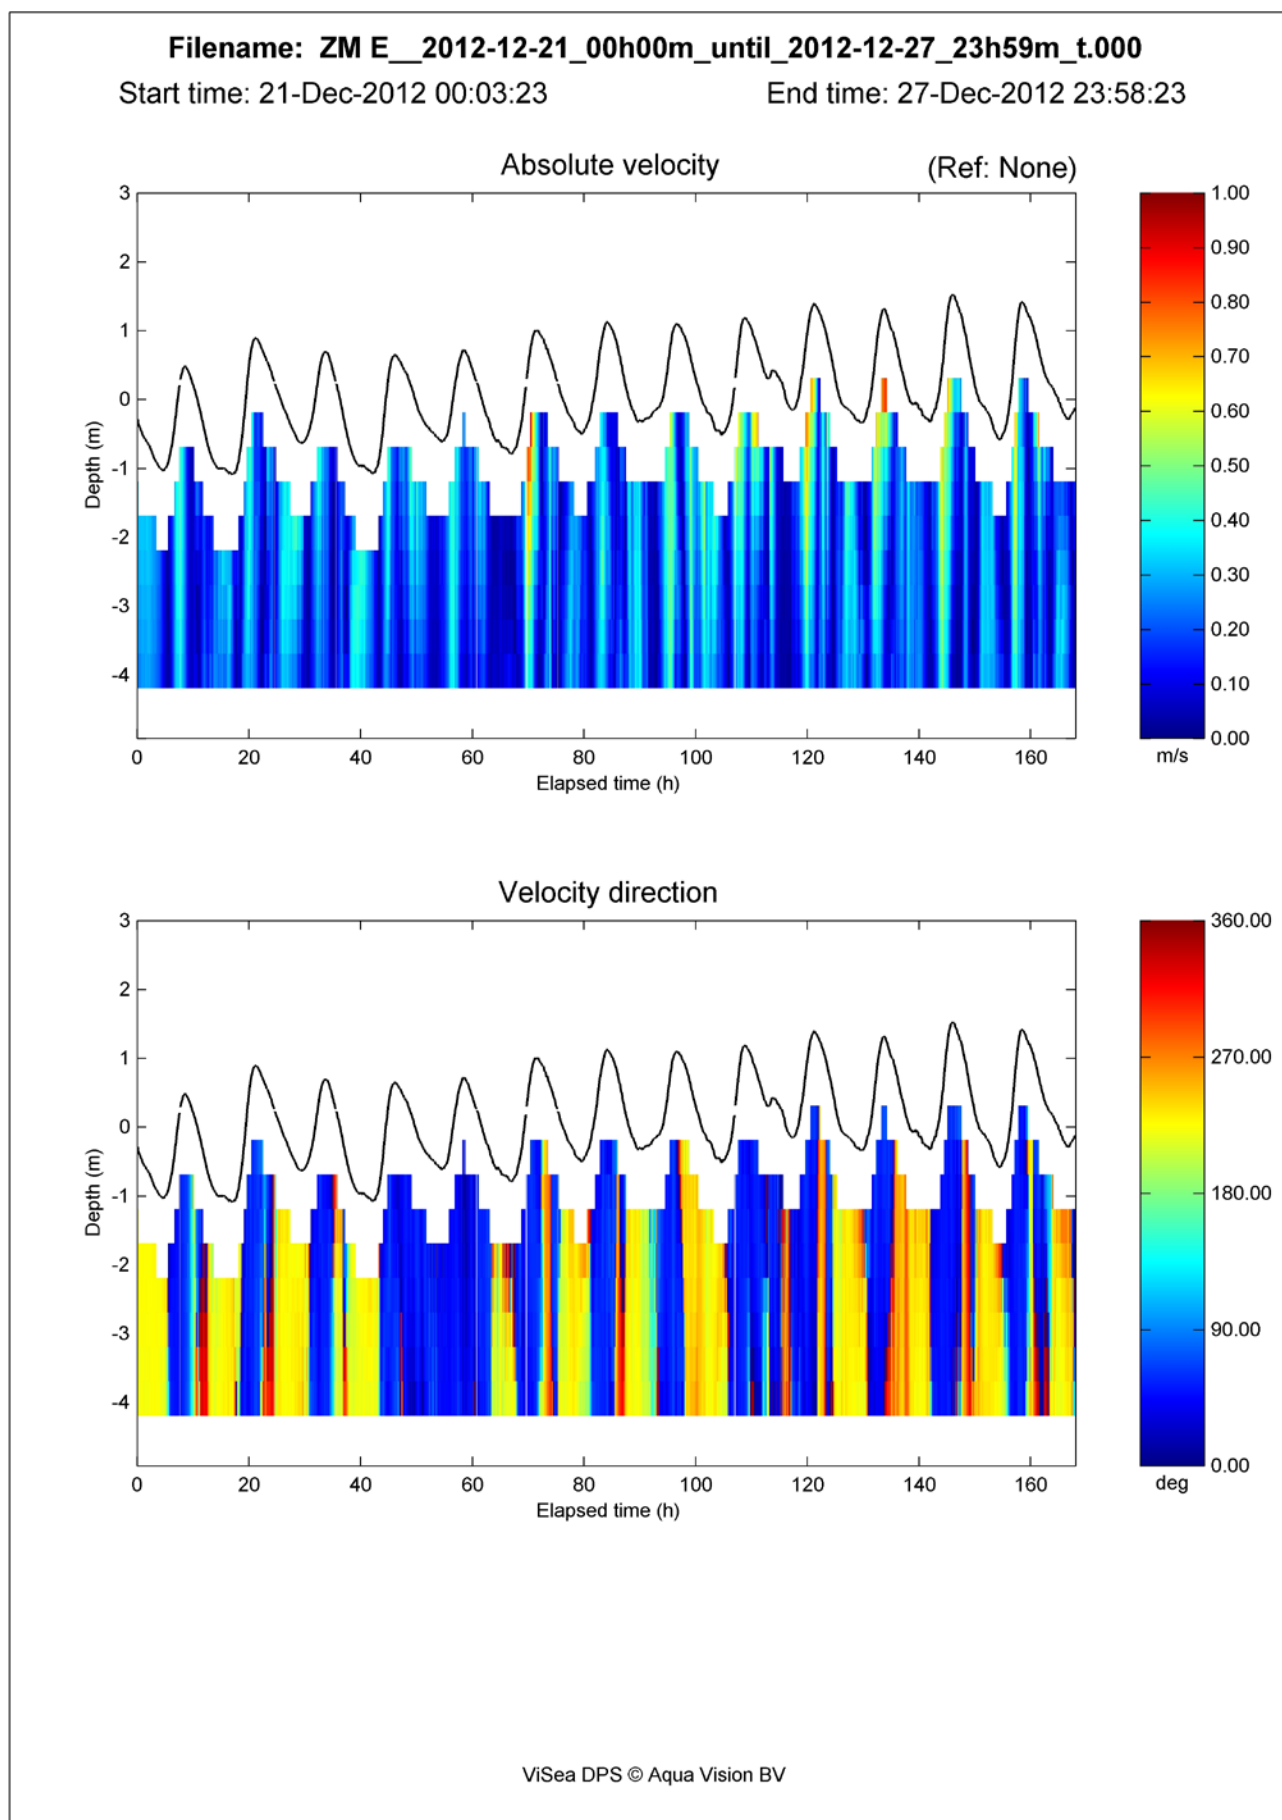 Filename: ZM E__2012-12-21_00h00m_until_2012-12-27_23h59m_t.000
Start time: 21-Dec-2012 00:03:23 End time: 27-Dec-2012 23:58:23
Absolute velocity (Ref: None)
3
2
1
0
-1
-2
-3
-4
Depth (m)
0 20 40 60 80 100 120 140 160
Elapsed time (h)
1.00
0.90
0.80
0.70
0.60
0.50
0.40
0.30
0.20
0.10
0.00
m/s
Velocity direction
3
2
1
0
-1
-2
-3
-4
Depth (m)
0 20 40 60 80 100 120 140 160
Elapsed time (h)
360.00
270.00
180.00
90.00
0.00
deg
ViSea DPS © Aqua Vision BV